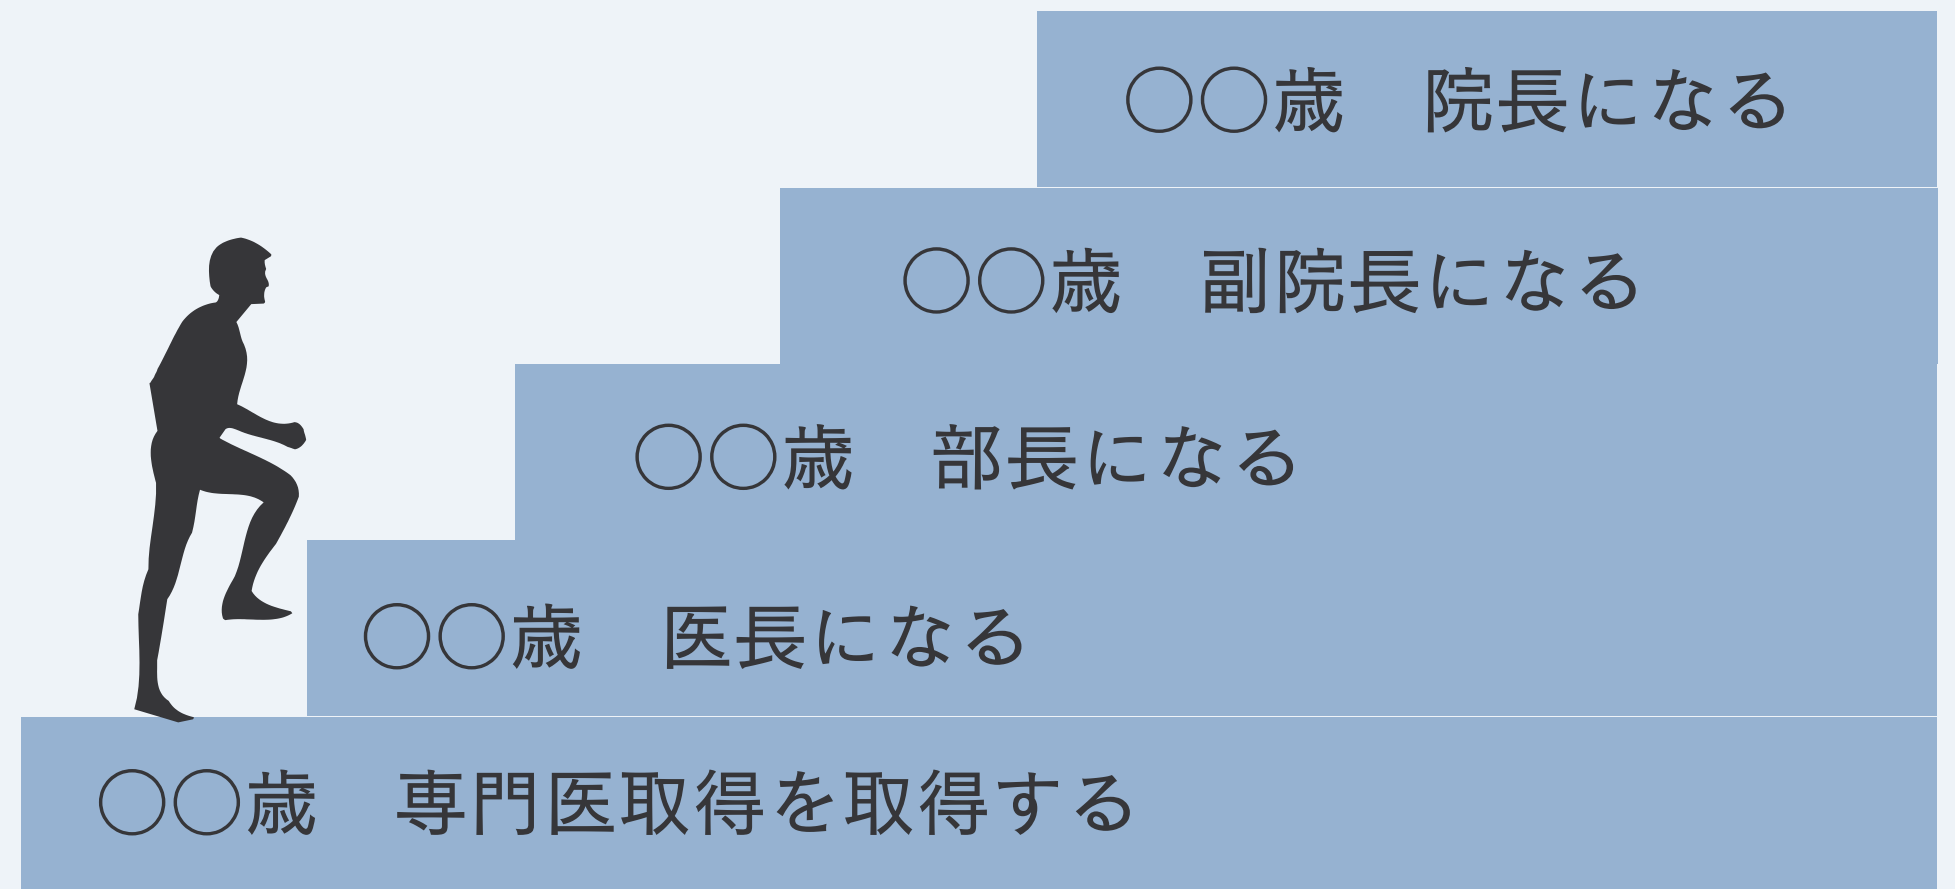 ◯◯歳　院長になる
◯◯歳　副院長になる
◯◯歳　部長になる
◯◯歳　医長になる
◯◯歳　専門医取得を取得する